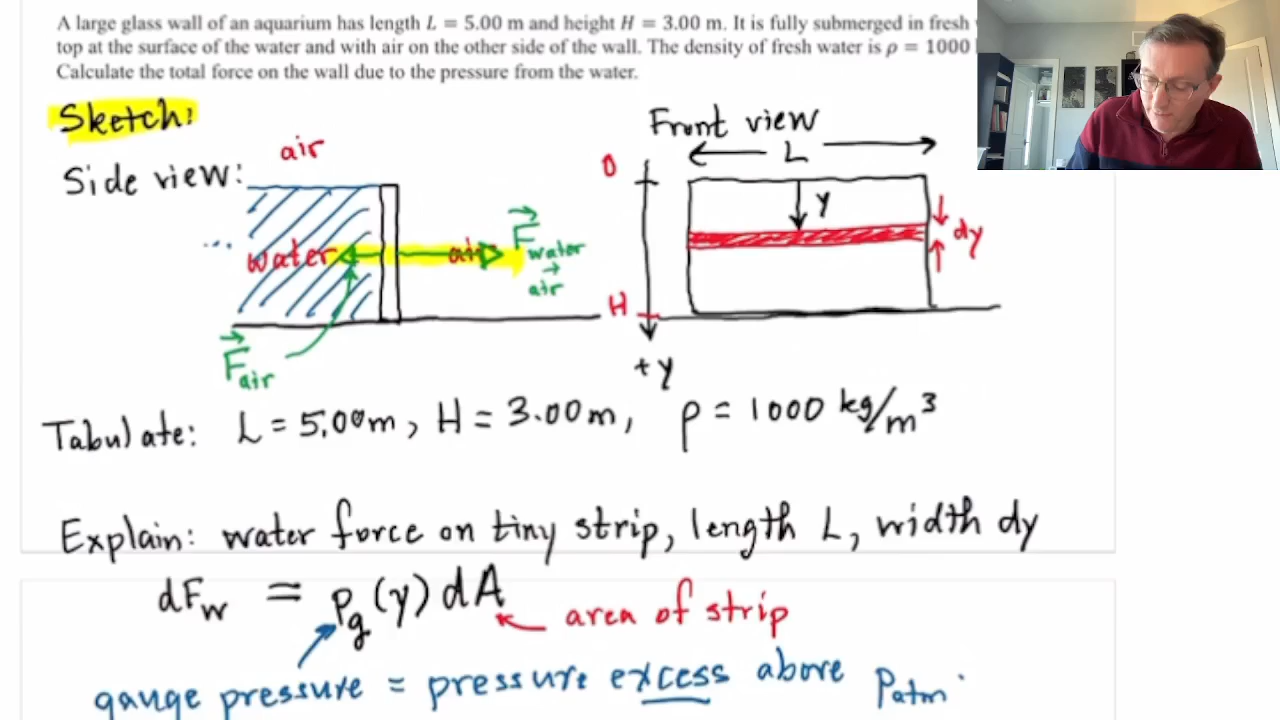 A large glass wall of an aquarium has length L = 5.00 m and height H = 3.00 m. It is fully submerged in fresh
top at the surface of the water and with air on the other side of the wall. The density of fresh water is ρ = 1000
Calculate the total force on the wall due to the pressure from the water.
Sketch:
Front view
air
L
Side view:
0
y
dy
... water
air
F water
air
H
F air
+y
Tabulate: L = 5.00m, H = 3.00m, ρ = 1000 kg/m³
Explain: water force on tiny strip, length L, width dy
dFw = Pg(y) dA
area of strip
gauge pressure = pressure excess above Patm.